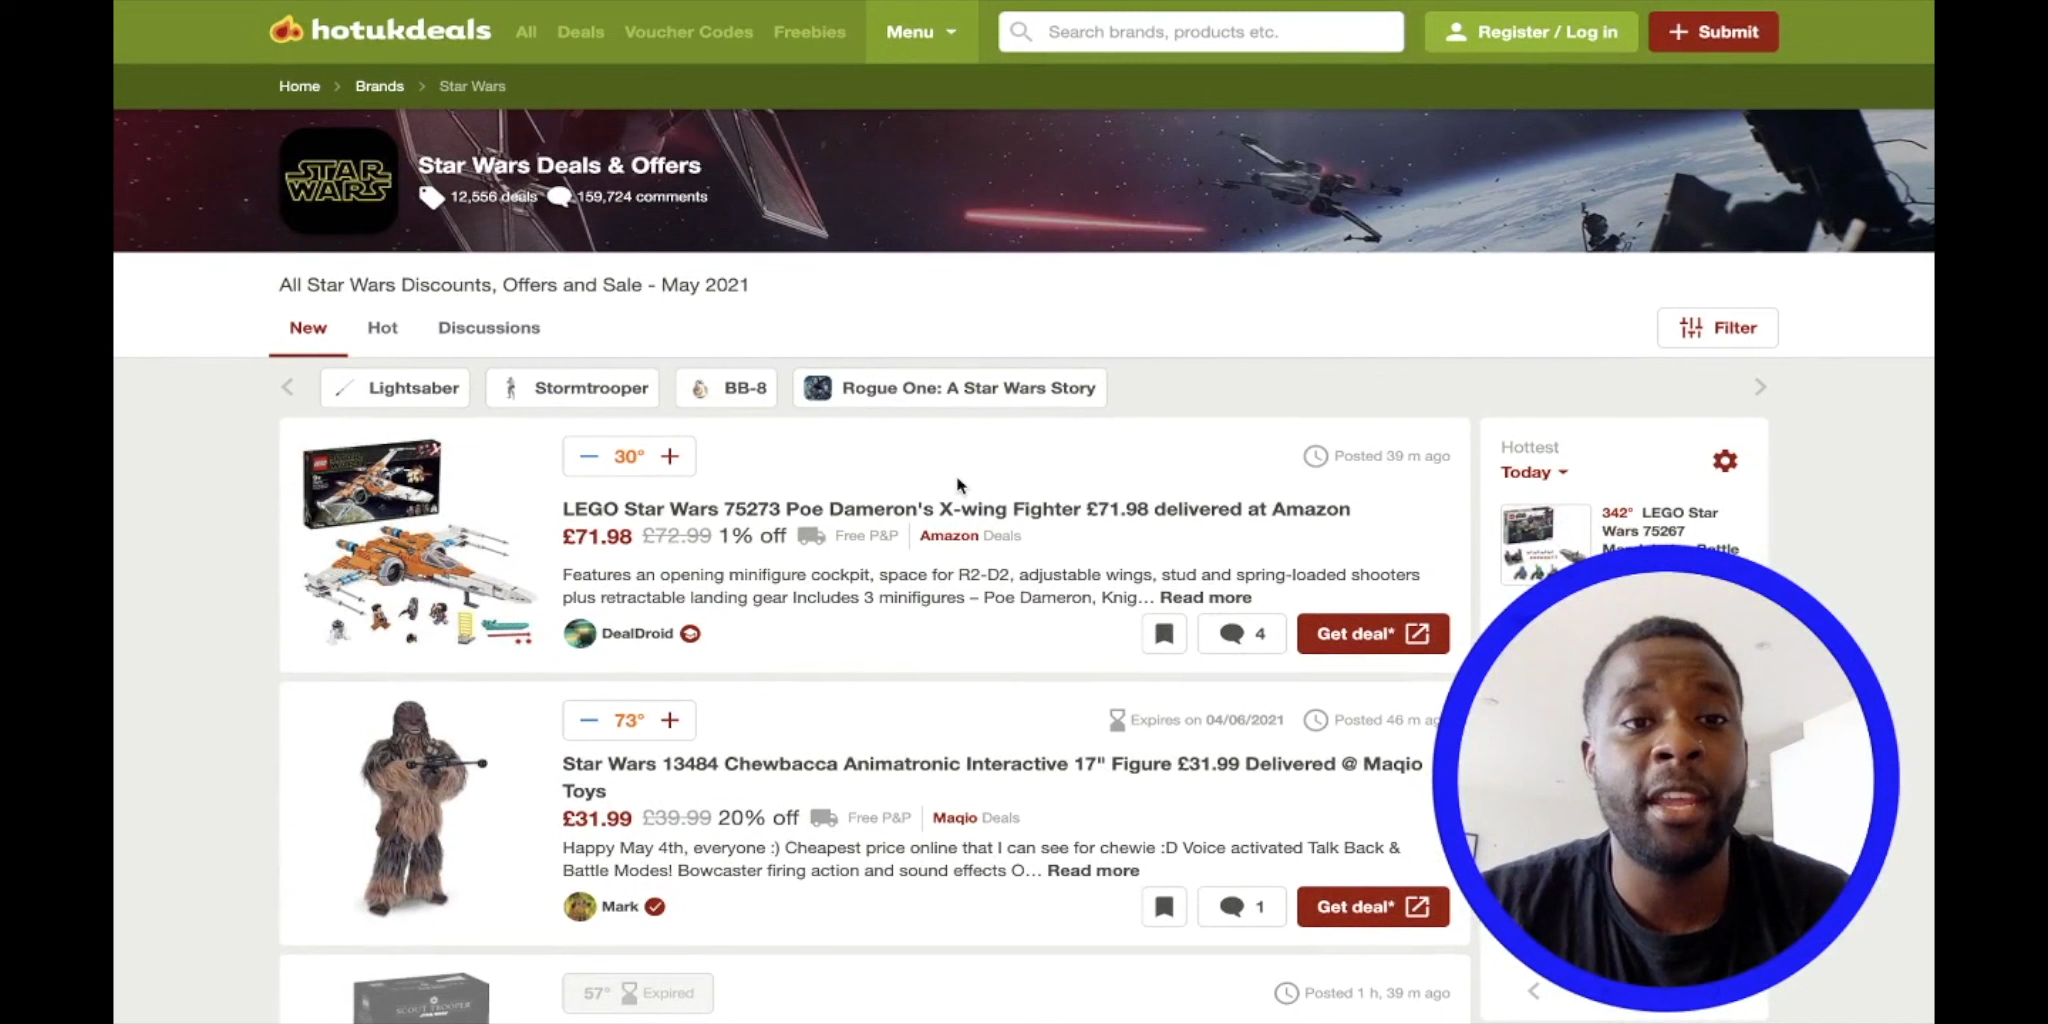 hotukdeals All Deals Voucher Codes Freebies Menu Search brands, products etc. Register / Log in Submit
Home > Brands > Star Wars
STAR WARS
Star Wars Deals & Offers
12,556 deals 159,724 comments
All Star Wars Discounts, Offers and Sale - May 2021
New Hot Discussions Filter
Lightsaber Stormtrooper BB-8 Rogue One: A Star Wars Story
30° Posted 39 m ago
LEGO Star Wars 75273 Poe Dameron's X-wing Fighter £71.98 delivered at Amazon
£71.98 £72.99 1% off Free P&P Amazon Deals
Features an opening minifigure cockpit, space for R2-D2, adjustable wings, stud and spring-loaded shooters
plus retractable landing gear Includes 3 minifigures – Poe Dameron, Knig... Read more
DealDroid 4 Get deal*
Hottest
Today
342° LEGO Star
Wars 75267
73° Expires on 04/06/2021 Posted 46 m
Star Wars 13484 Chewbacca Animatronic Interactive 17" Figure £31.99 Delivered @ Maqio
Toys
£31.99 £39.99 20% off Free P&P Maqio Deals
Happy May 4th, everyone :) Cheapest price online that I can see for chewie :D Voice activated Talk Back &
Battle Modes! Bowcaster firing action and sound effects O... Read more
Mark 1 Get deal*
57° Expired Posted 1 h, 39 m ago
SCOUT TROOPER
STAR WARS